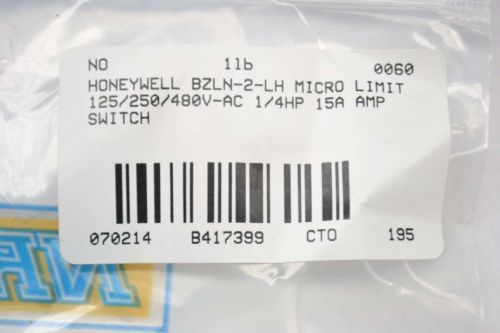 NO 1lb 0060
HONEYWELL BZLN-2-LH MICRO LIMIT
125/250/480V-AC 1/4HP 15A AMP
SWITCH
070214 B417399 CTO 195